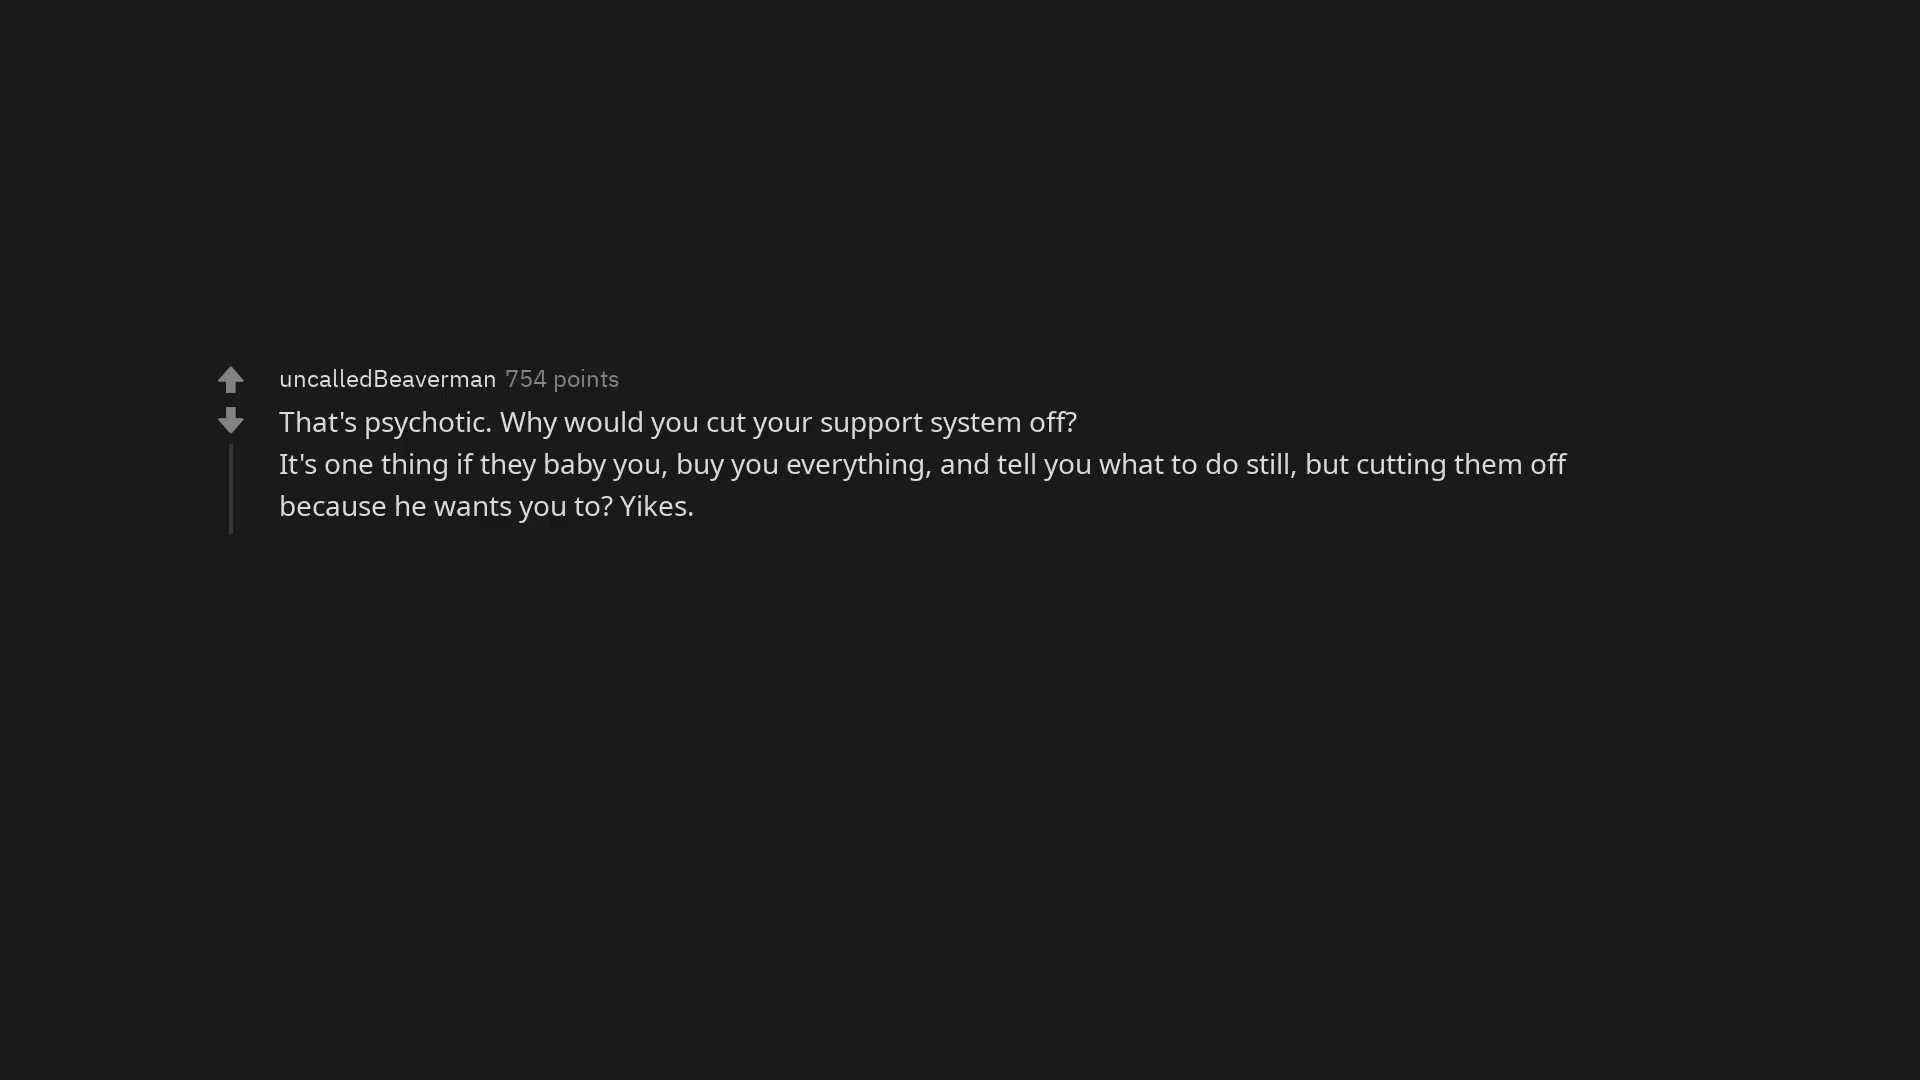 uncalledBeaverman 754 points
That's psychotic. Why would you cut your support system off?
It's one thing if they baby you, buy you everything, and tell you what to do still, but cutting them off
because he wants you to? Yikes.